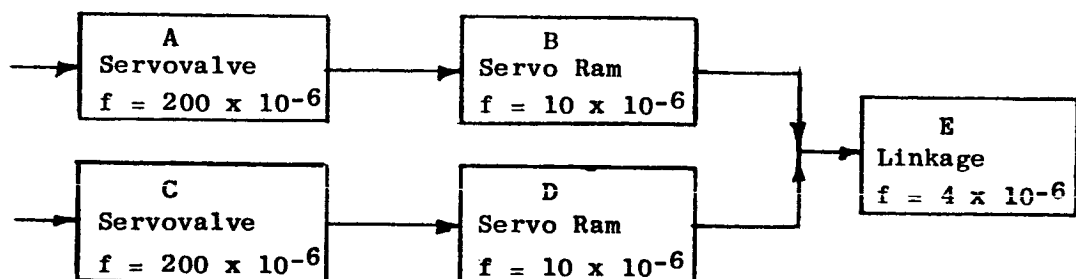 A
Servovalve
f = 200 x 10-6
B
Servo Ram
f = 10 x 10-6
C
Servovalve
f = 200 x 10-6
D
Servo Ram
f = 10 x 10-6
E
Linkage
f = 4 x 10-6